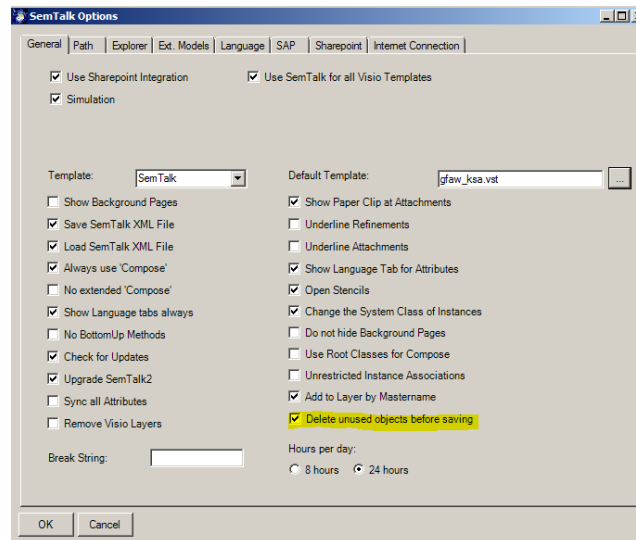 SemTalk Options
General Path Explorer Ext. Models Language SAP Sharepoint Internet Connection
Use Sharepoint Integration Use SemTalk for all Visio Templates
Simulation
Template: SemTalk Default Template: gfaw_ksa.vst ...
Show Background Pages Show Paper Clip at Attachments
Save SemTalk XML File Underline Refinements
Load SemTalk XML File Underline Attachments
Always use 'Compose' Show Language Tab for Attributes
No extended 'Compose' Open Stencils
Show Language tabs always Change the System Class of Instances
No BottomUp Methods Do not hide Background Pages
Check for Updates Use Root Classes for Compose
Upgrade SemTalk2 Unrestricted Instance Associations
Sync all Attributes Add to Layer by Mastername
Remove Visio Layers Delete unused objects before saving
Break String: Hours per day:
8 hours 24 hours
OK Cancel